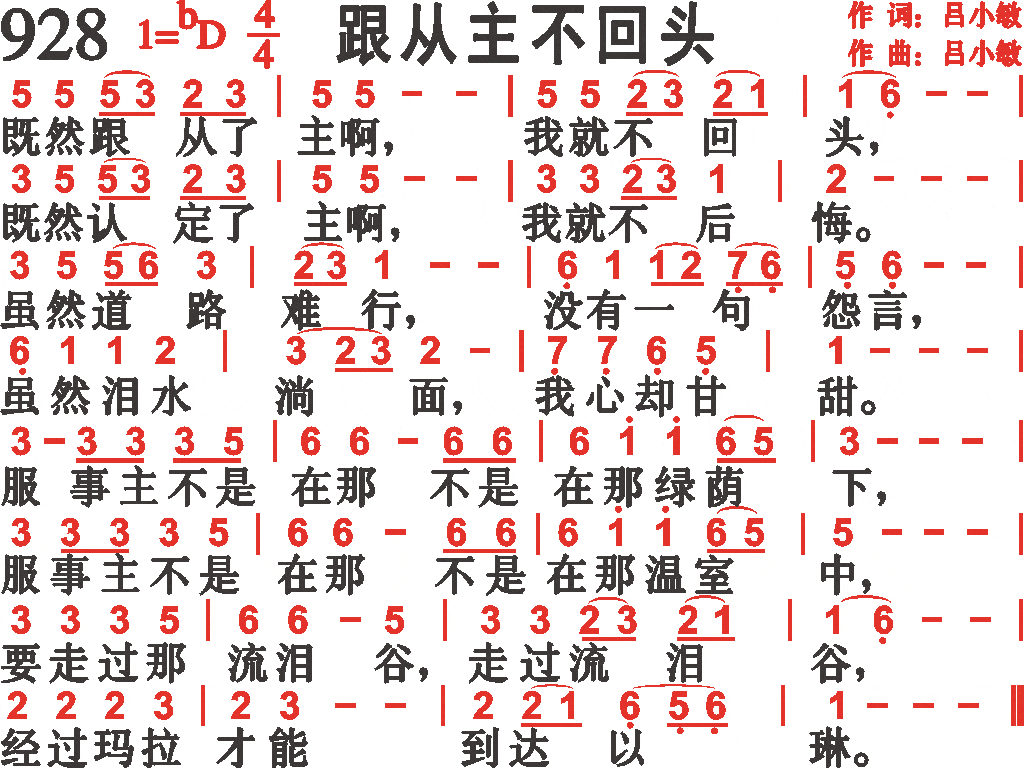 928 1=ᵇD 4/4 跟从主不回头 作 词：吕小敏
作 曲：吕小敏
5 5 5 3 2 3 | 5 5 − − | 5 5 2 3 2 1 | 1 6 − − |
既然跟 从了 主啊， 我就不 回 头，
3 5 5 3 2 3 | 5 5 − − | 3 3 2 3 1 | 2 − − − |
既然认 定了 主啊， 我就不 后 悔。
3 5 5 6 3 | 2 3 1 − − | 6 1 1 2 7 6 | 5 6 − − |
虽然道 路 难 行， 没有一 句 怨言，
6 1 1 2 | 3 2 3 2 − | 7 7 6 5 | 1 − − − |
虽然泪水 淌 面， 我心却甘 甜。
3 − 3 3 3 5 | 6 6 − 6 6 | 6 1 1 6 5 | 3 − − − |
服 事主不是 在那 不是 在那绿荫 下，
3 3 3 3 5 | 6 6 − 6 6 | 6 1 1 6 5 | 5 − − − |
服事主不是 在那 不是在那温室 中，
3 3 3 5 | 6 6 − 5 | 3 3 2 3 2 1 | 1 6 − − |
要走过那 流泪 谷，走过流 泪 谷，
2 2 2 3 | 2 3 − − | 2 2 1 6 5 6 | 1 − − − ‖
经过玛拉 才能 到达 以 琳。